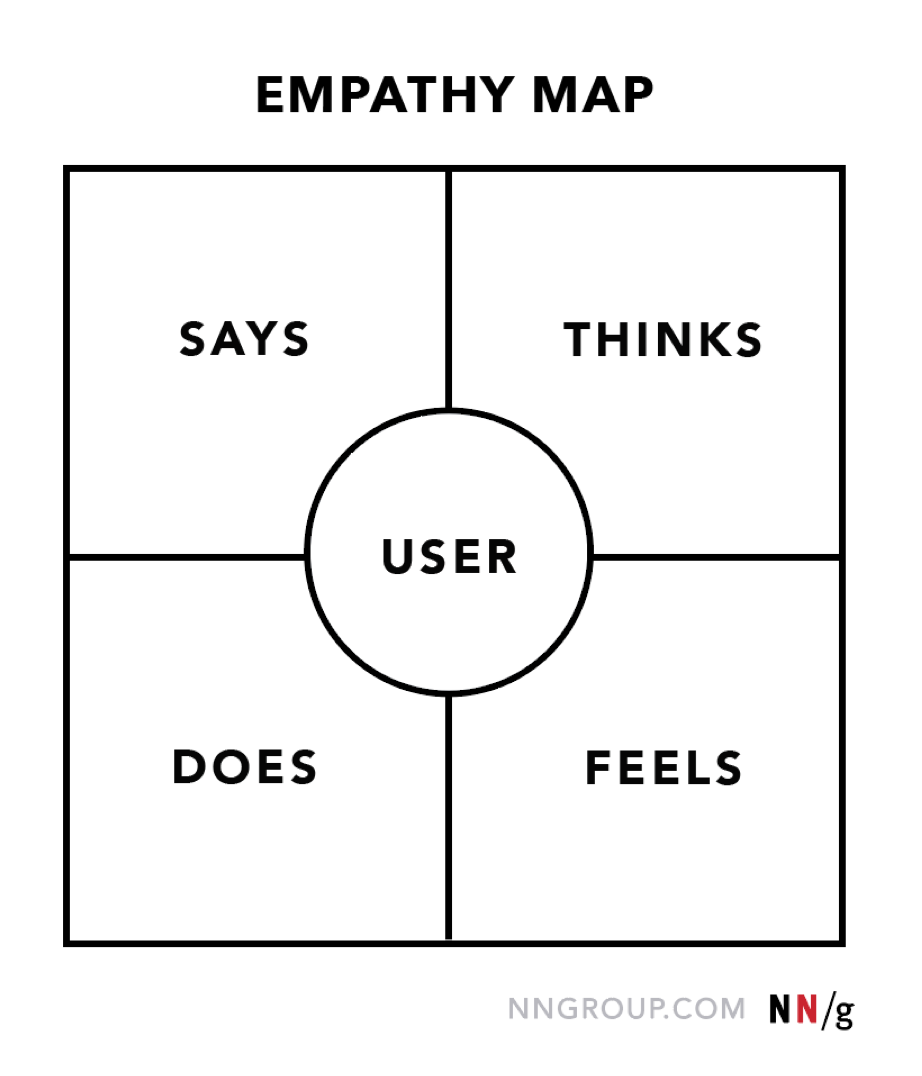 EMPATHY MAP
SAYS
THINKS
USER
DOES
FEELS
NNGROUP.COM NN/g